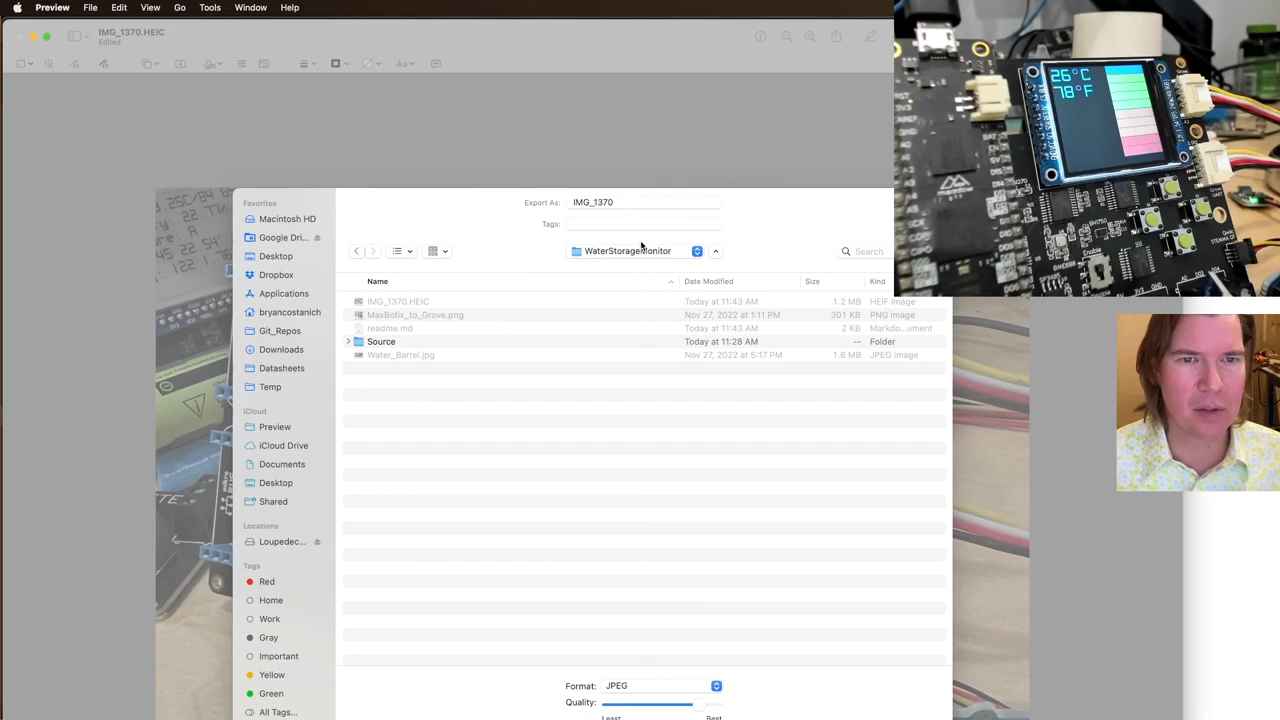 Preview File Edit View Go Tools Window Help
IMG_1370.HEIC
Edited
Aa
26°C
78°F
Favorites
Macintosh HD
Google Dri...
Desktop
Dropbox
Applications
bryancostanich
Git_Repos
Downloads
Datasheets
Temp
iCloud
Preview
iCloud Drive
Documents
Desktop
Shared
Locations
Loupedec...
Tags
Red
Home
Work
Gray
Important
Yellow
Green
All Tags...
Export As: IMG_1370
Tags:
WaterStorageMonitor
Search
Name Date Modified Size Kind
IMG_1370.HEIC Today at 11:43 AM 1.2 MB HEIF Image
MaxBotix_to_Grove.png Nov 27, 2022 at 1:11 PM 301 KB PNG image
readme.md Today at 11:43 AM 2 KB Markdo...ument
Source Today at 11:28 AM -- Folder
Water_Barrel.jpg Nov 27, 2022 at 5:17 PM 1.6 MB JPEG image
Format: JPEG
Quality:
Least Best